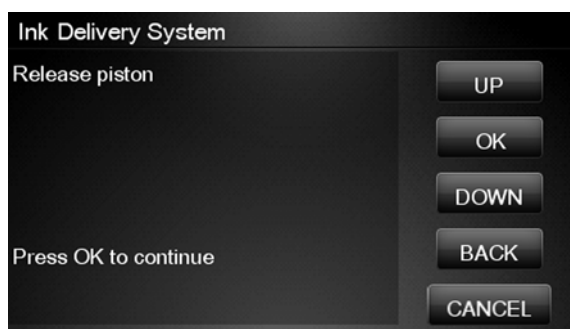 Ink Delivery System
Release piston
Press OK to continue
UP
OK
DOWN
BACK
CANCEL